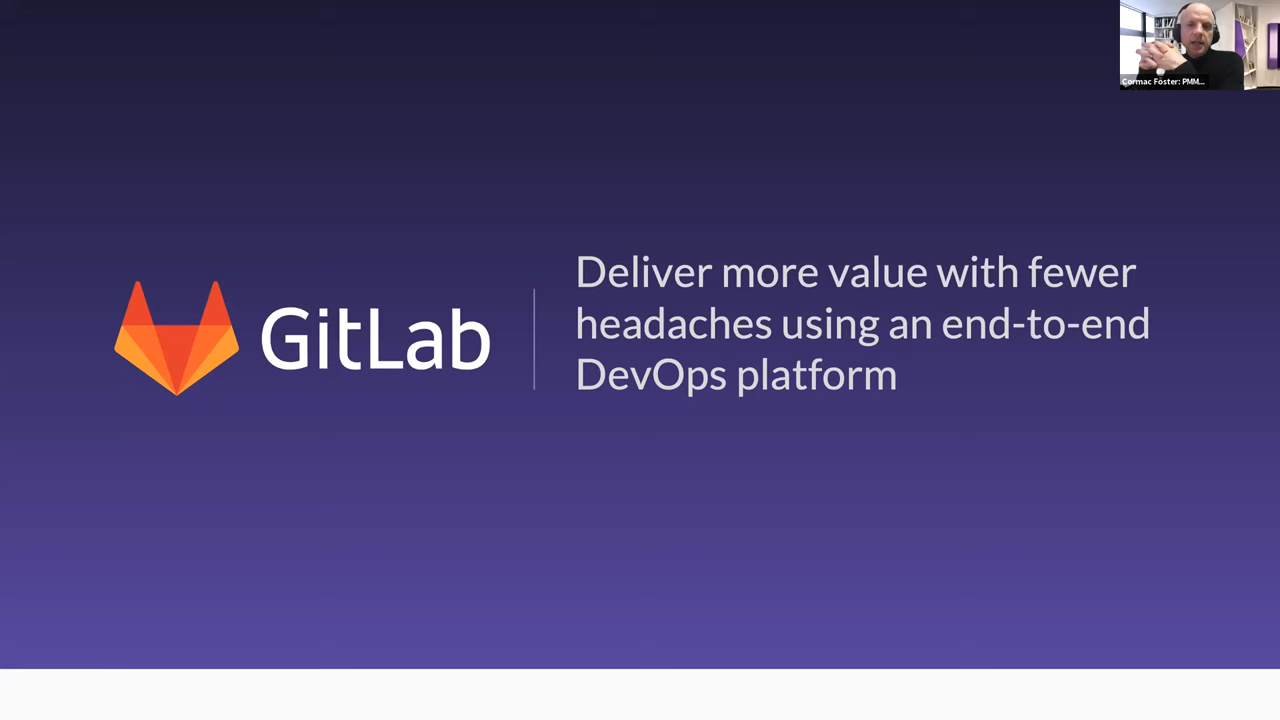 Cormac Foster: PMM...
GitLab
Deliver more value with fewer
headaches using an end-to-end
DevOps platform